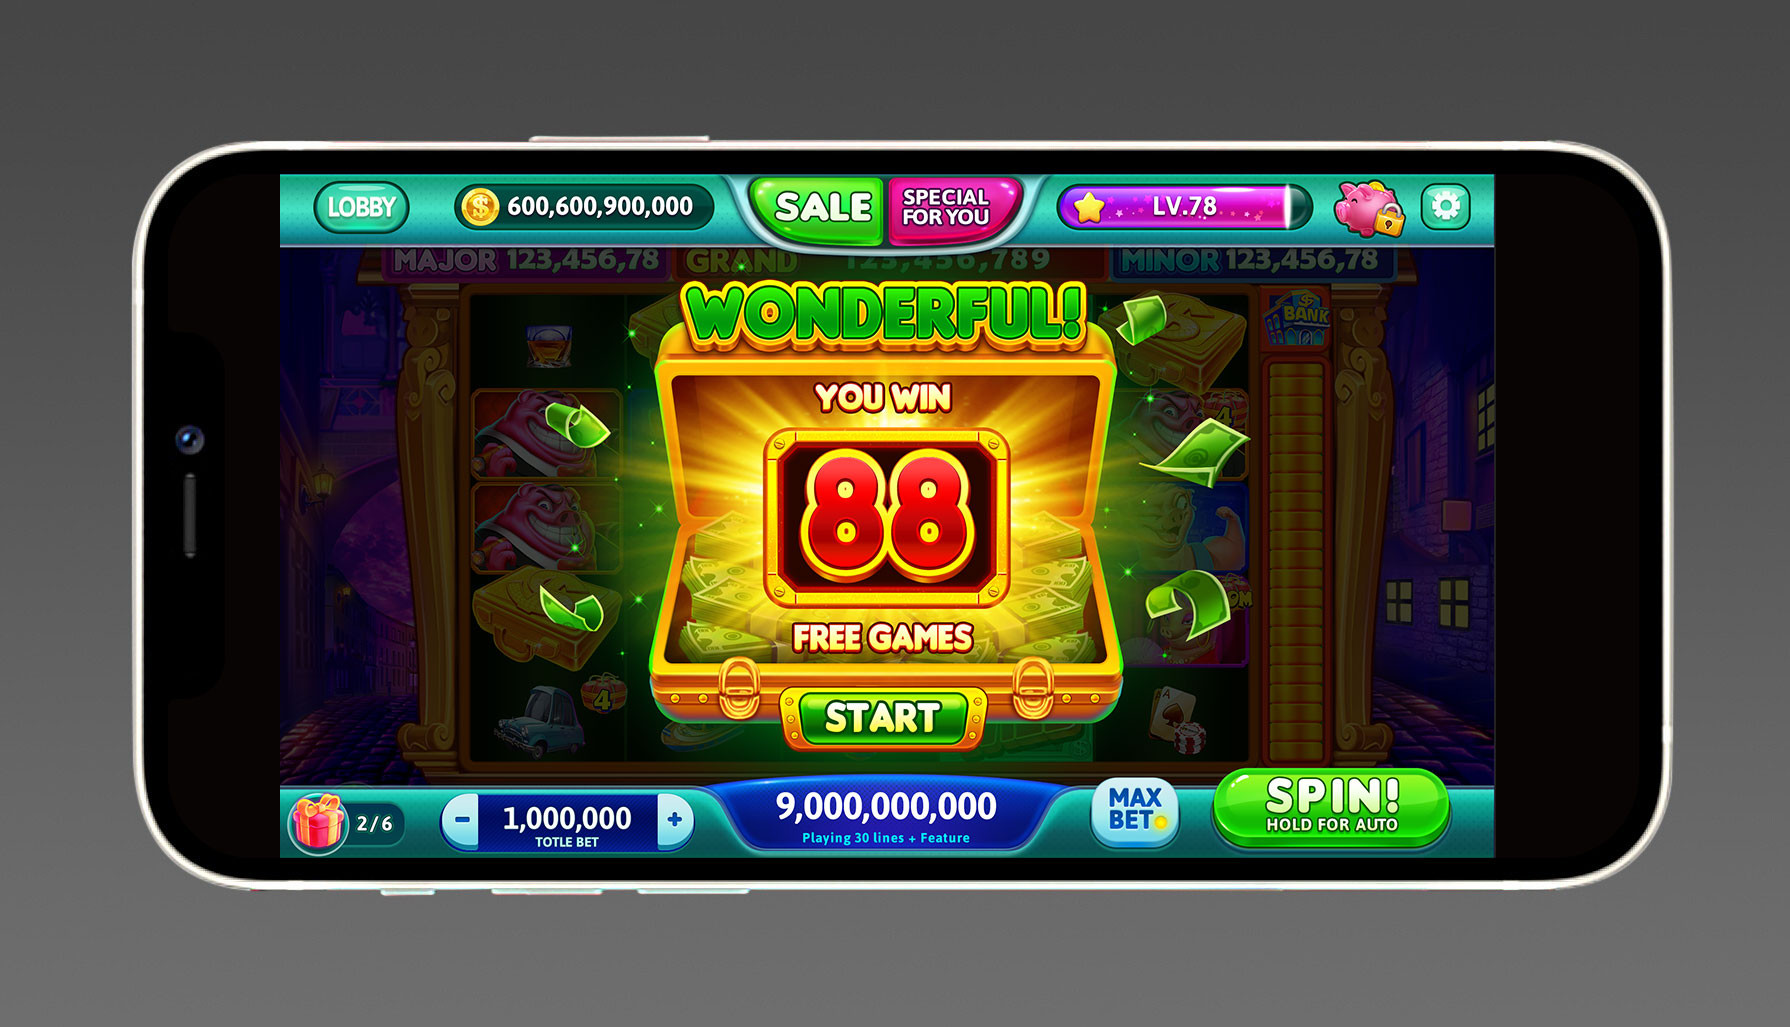 LOBBY
600,600,900,000
SALE
SPECIAL
FOR YOU
LV.78
MAJOR 123,456,78
GRAND 123,456,789
MINOR 123,456,78
WONDERFUL!
BANK
YOU WIN
4
88
FREE GAMES
4
A
START
2/6
-
1,000,000
+
TOTLE BET
9,000,000,000
Playing 30 lines + Feature
MAX
BET
SPIN!
HOLD FOR AUTO